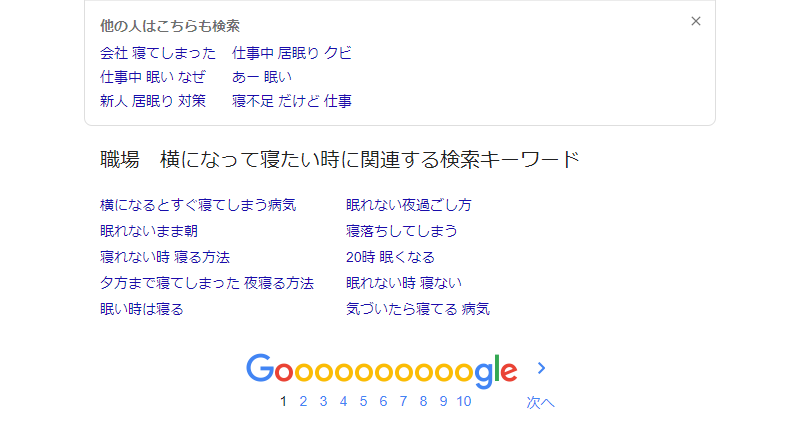 他の人はこちらも検索
会社 寝てしまった 仕事中 居眠り クビ
仕事中 眠い なぜ あー 眠い
新人 居眠り 対策 寝不足 だけど 仕事
職場　横になって寝たい時に関連する検索キーワード
横になるとすぐ寝てしまう病気 眠れない夜過ごし方
眠れないまま朝 寝落ちしてしまう
寝れない時 寝る方法 20時 眠くなる
夕方まで寝てしまった 夜寝る方法 眠れない時 寝ない
眠い時は寝る 気づいたら寝てる 病気
Goooooooooogle
1 2 3 4 5 6 7 8 9 10 次へ